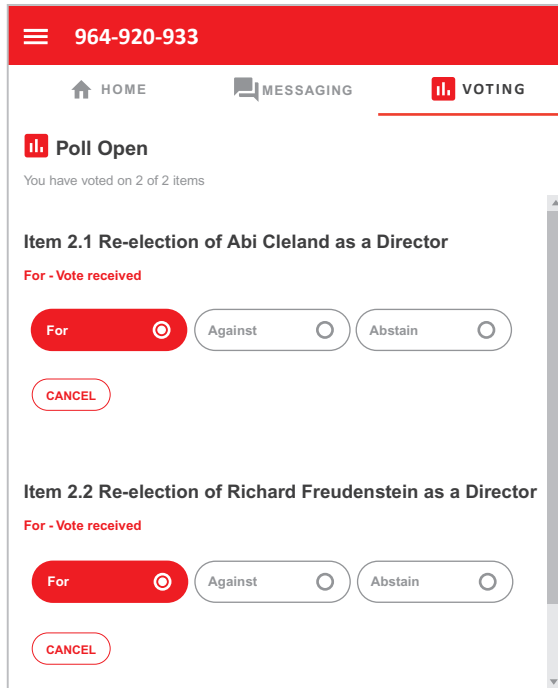 964-920-933
HOME MESSAGING VOTING
Poll Open
You have voted on 2 of 2 items
Item 2.1 Re-election of Abi Cleland as a Director
For - Vote received
For Against Abstain
CANCEL
Item 2.2 Re-election of Richard Freudenstein as a Director
For - Vote received
For Against Abstain
CANCEL